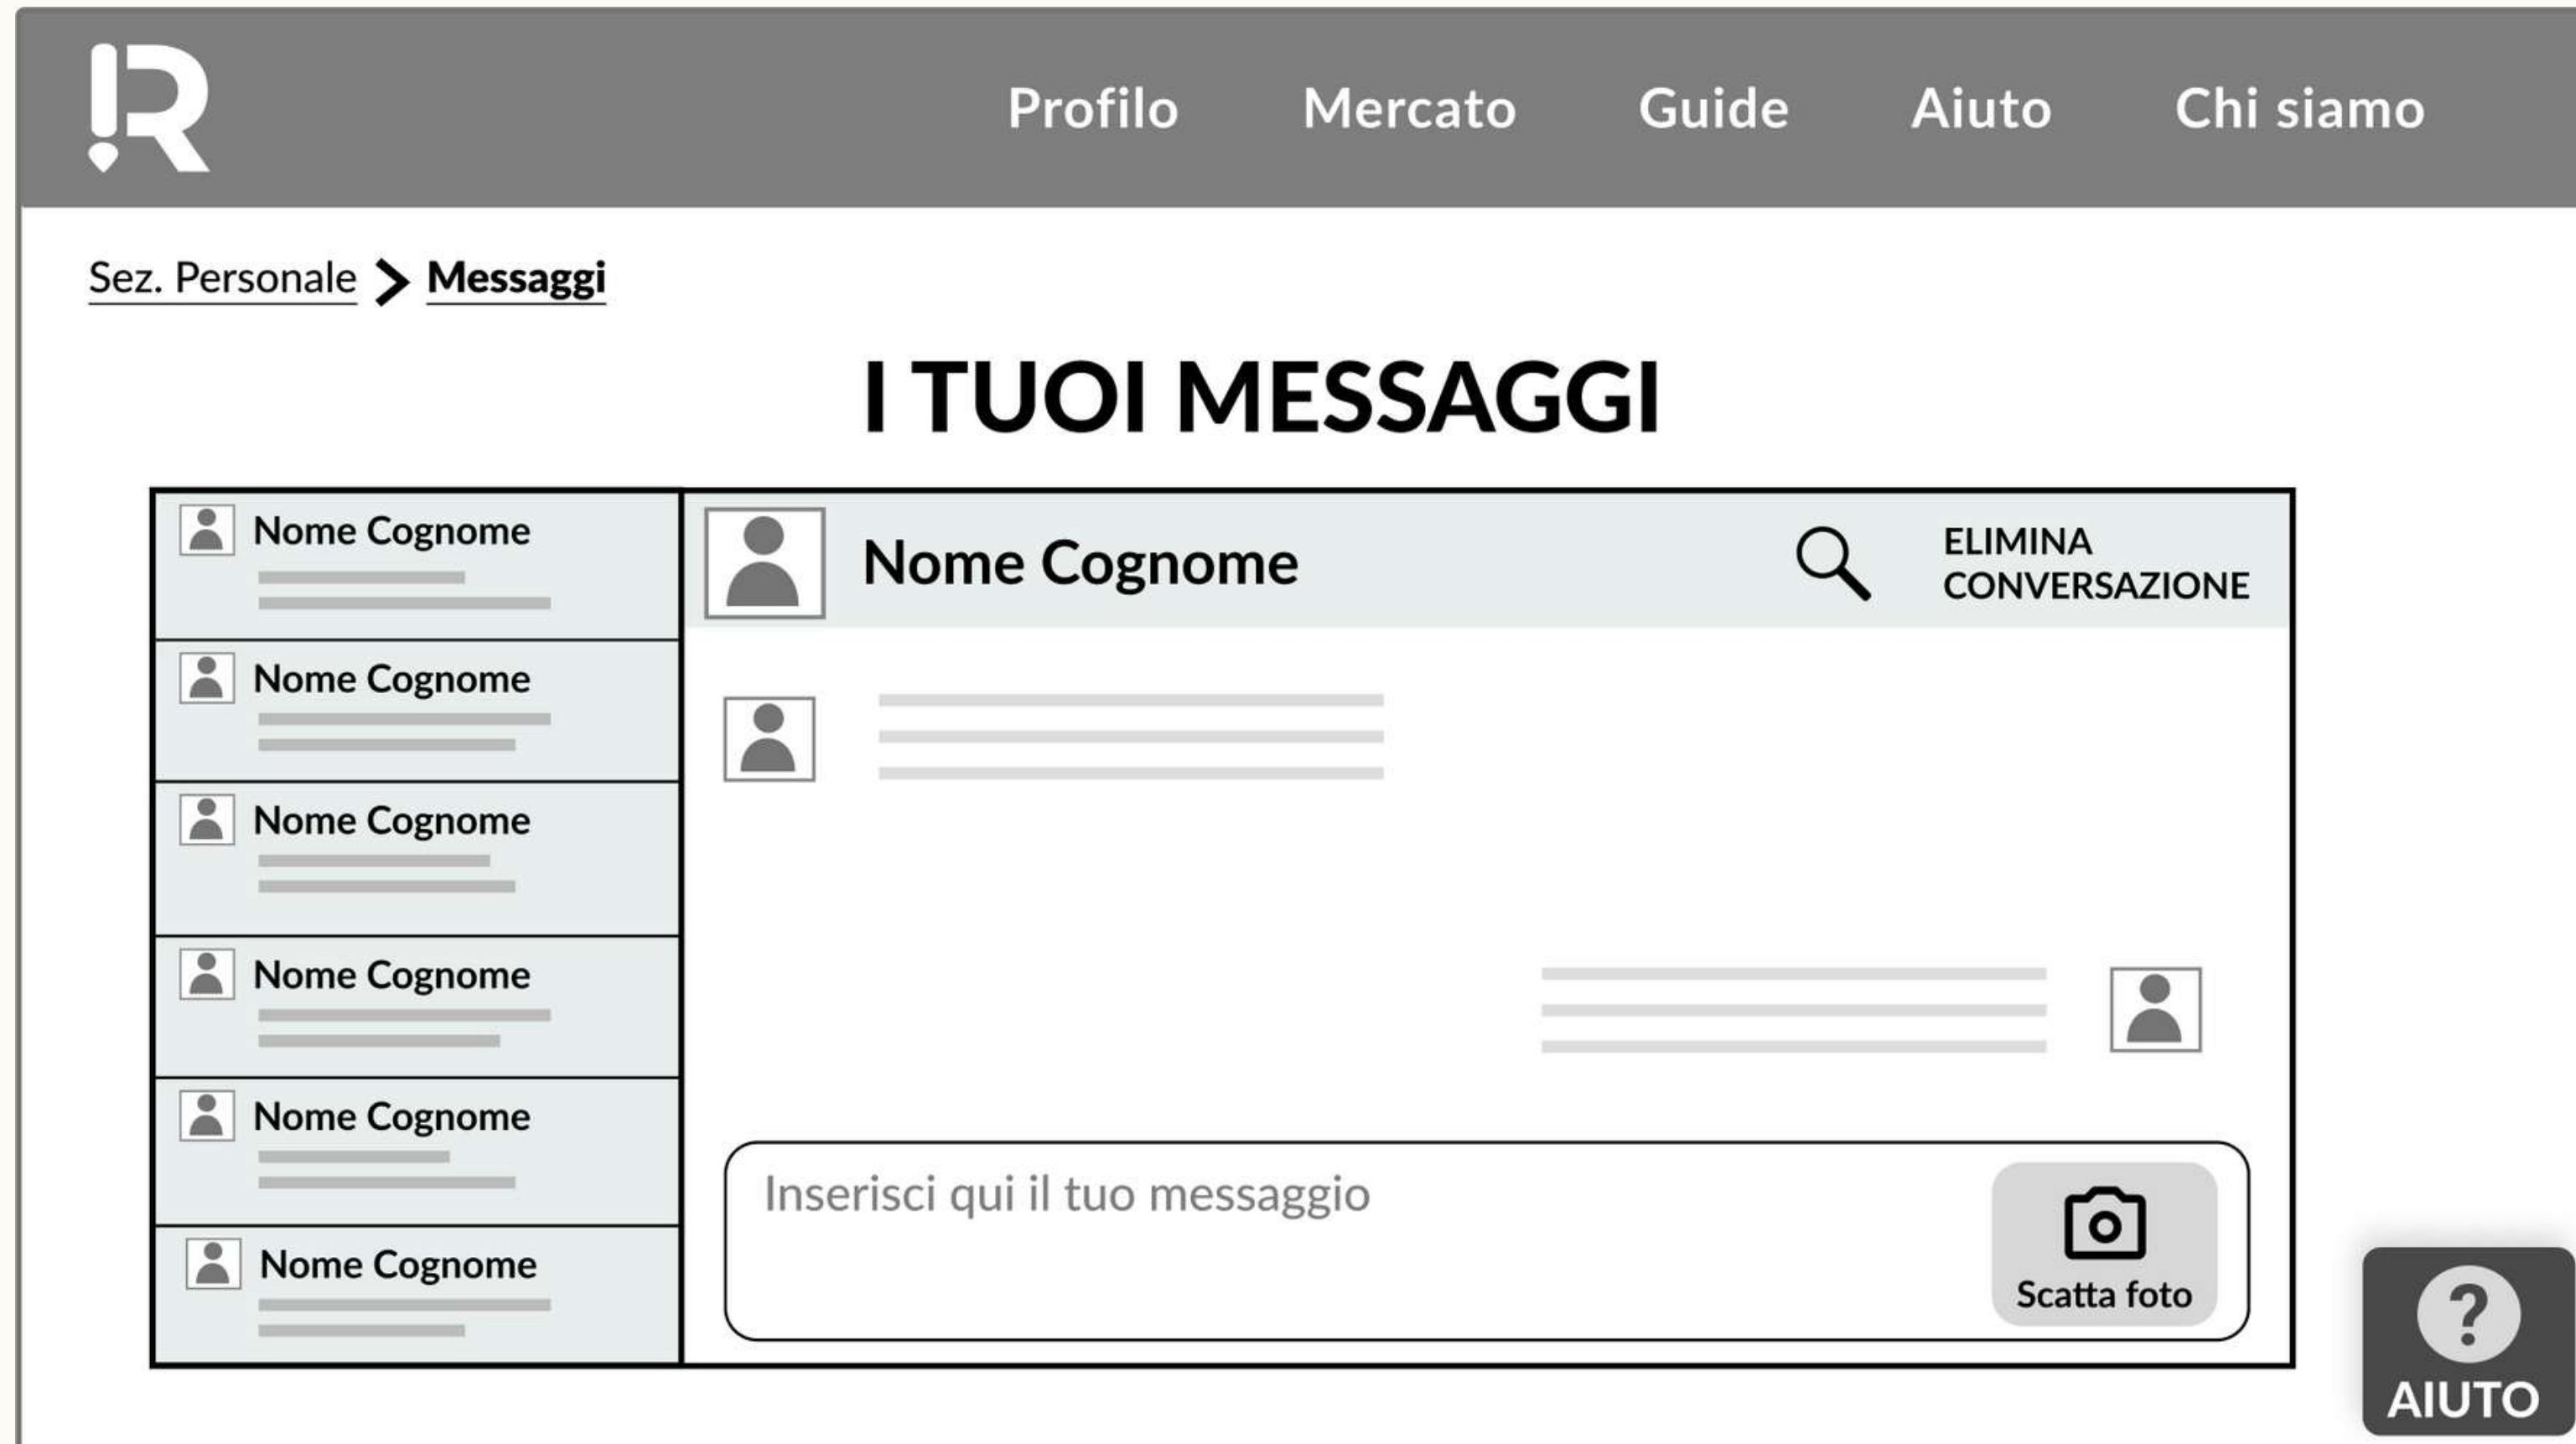 R
Profilo Mercato Guide Aiuto Chi siamo
Sez. Personale > Messaggi
I TUOI MESSAGGI
Nome Cognome
Nome Cognome
Nome Cognome
Nome Cognome
Nome Cognome
Nome Cognome
Nome Cognome
ELIMINA
CONVERSAZIONE
Inserisci qui il tuo messaggio
Scatta foto
?
AIUTO